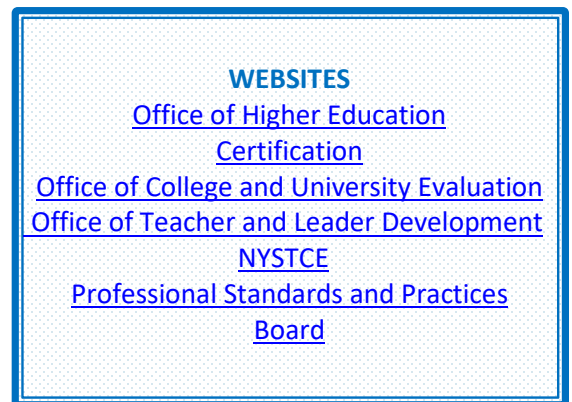 WEBSITES
Office of Higher Education
Certification
Office of College and University Evaluation
Office of Teacher and Leader Development
NYSTCE
Professional Standards and Practices
Board